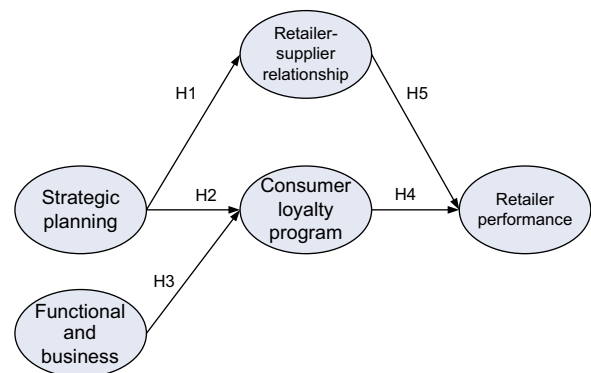 Retailer-
supplier
relationship
H1
H5
Strategic
planning
H2
Consumer
loyalty
program
H4
Retailer
performance
H3
Functional
and
business